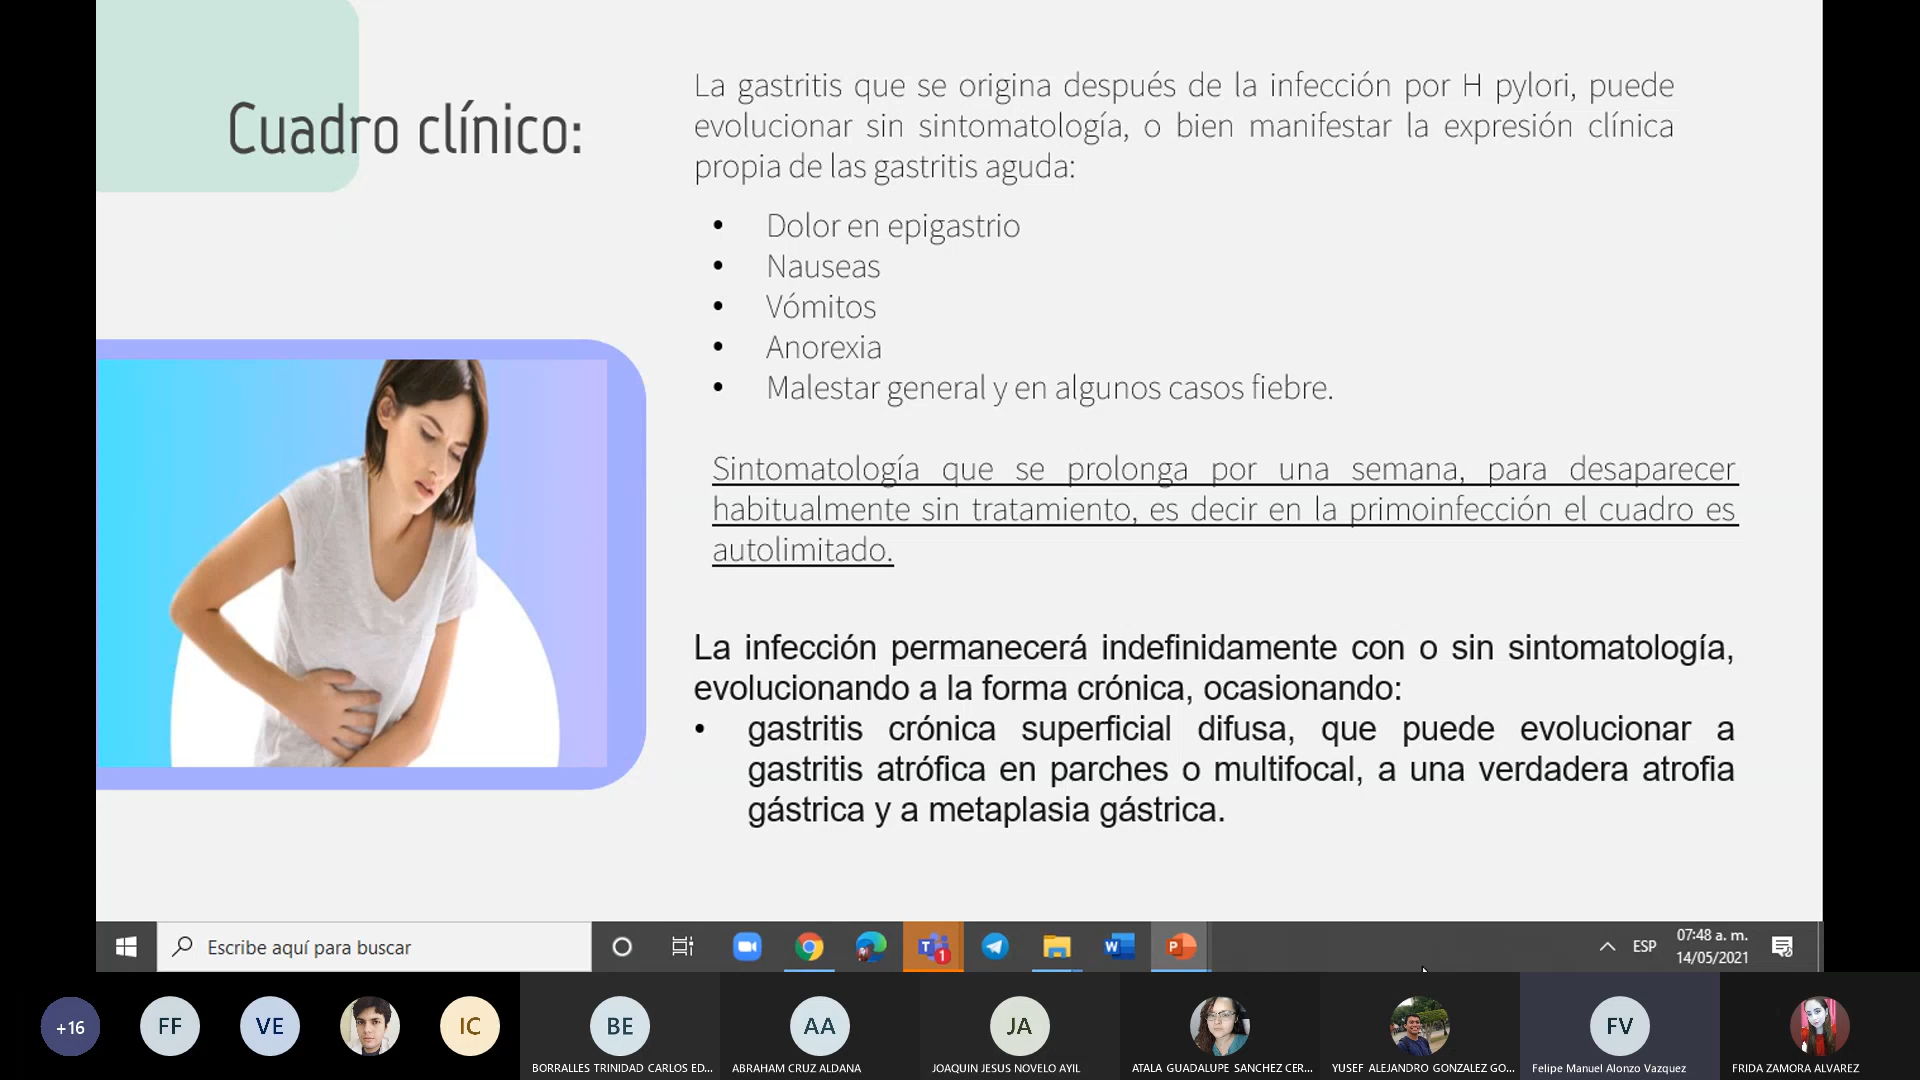 Cuadro clínico:
La gastritis que se origina después de la infección por H pylori, puede
evolucionar sin sintomatología, o bien manifestar la expresión clínica
propia de las gastritis aguda:
• Dolor en epigastrio
• Nauseas
• Vómitos
• Anorexia
• Malestar general y en algunos casos fiebre.
Sintomatología que se prolonga por una semana, para desaparecer
habitualmente sin tratamiento, es decir en la primoinfección el cuadro es
autolimitado.
La infección permanecerá indefinidamente con o sin sintomatología,
evolucionando a la forma crónica, ocasionando:
• gastritis crónica superficial difusa, que puede evolucionar a
gastritis atrófica en parches o multifocal, a una verdadera atrofia
gástrica y a metaplasia gástrica.
Escribe aquí para buscar
T
1
W
P
ESP
07:48 a. m.
14/05/2021
+16
FF
VE
IC
BE
AA
JA
FV
BORRALLES TRINIDAD CARLOS ED...
ABRAHAM CRUZ ALDANA
JOAQUIN JESUS NOVELO AYIL
ATALA GUADALUPE SANCHEZ CER...
YUSEF ALEJANDRO GONZALEZ GO...
Felipe Manuel Alonzo Vazquez
FRIDA ZAMORA ALVAREZ